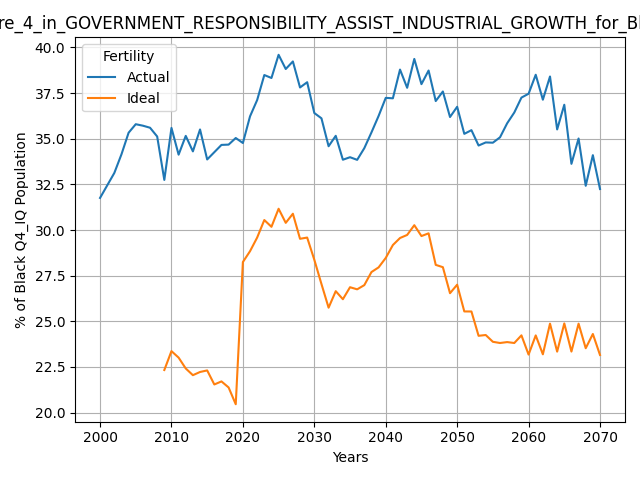 re_4_in_GOVERNMENT_RESPONSIBILITY_ASSIST_INDUSTRIAL_GROWTH_for_Bl
Fertility
Actual
Ideal
% of Black Q4_IQ Population
40.0
37.5
35.0
32.5
30.0
27.5
25.0
22.5
20.0
2000 2010 2020 2030 2040 2050 2060 2070
Years